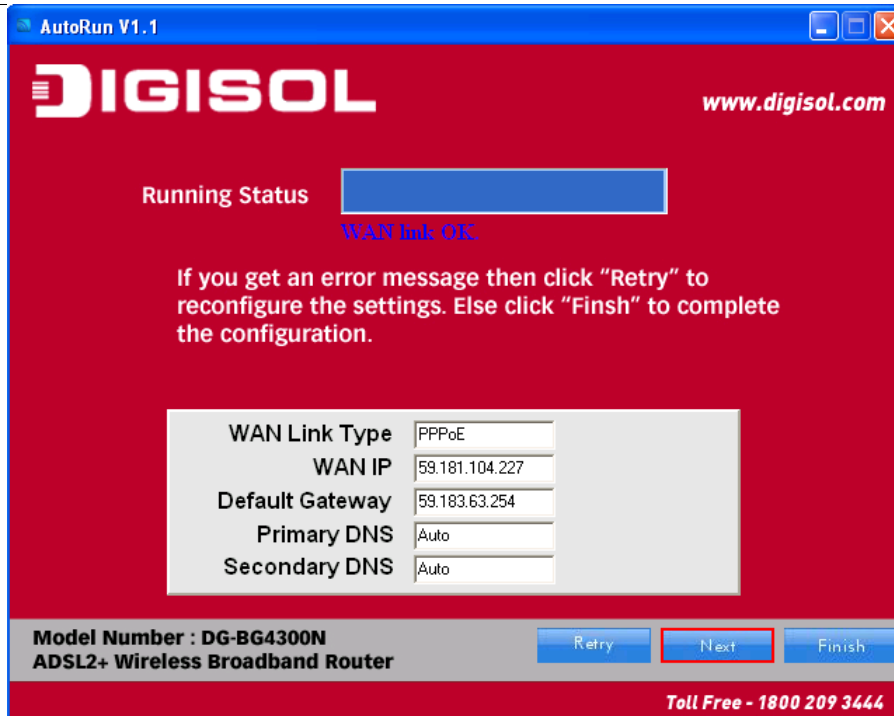 AutoRun V1.1
DIGISOL
www.digisol.com
Running Status
WAN link OK.
If you get an error message then click “Retry” to
reconfigure the settings. Else click “Finsh” to complete
the configuration.
WAN Link Type PPPoE
WAN IP 59.181.104.227
Default Gateway 59.183.63.254
Primary DNS Auto
Secondary DNS Auto
Model Number : DG-BG4300N
ADSL2+ Wireless Broadband Router
Retry Next Finish
Toll Free - 1800 209 3444